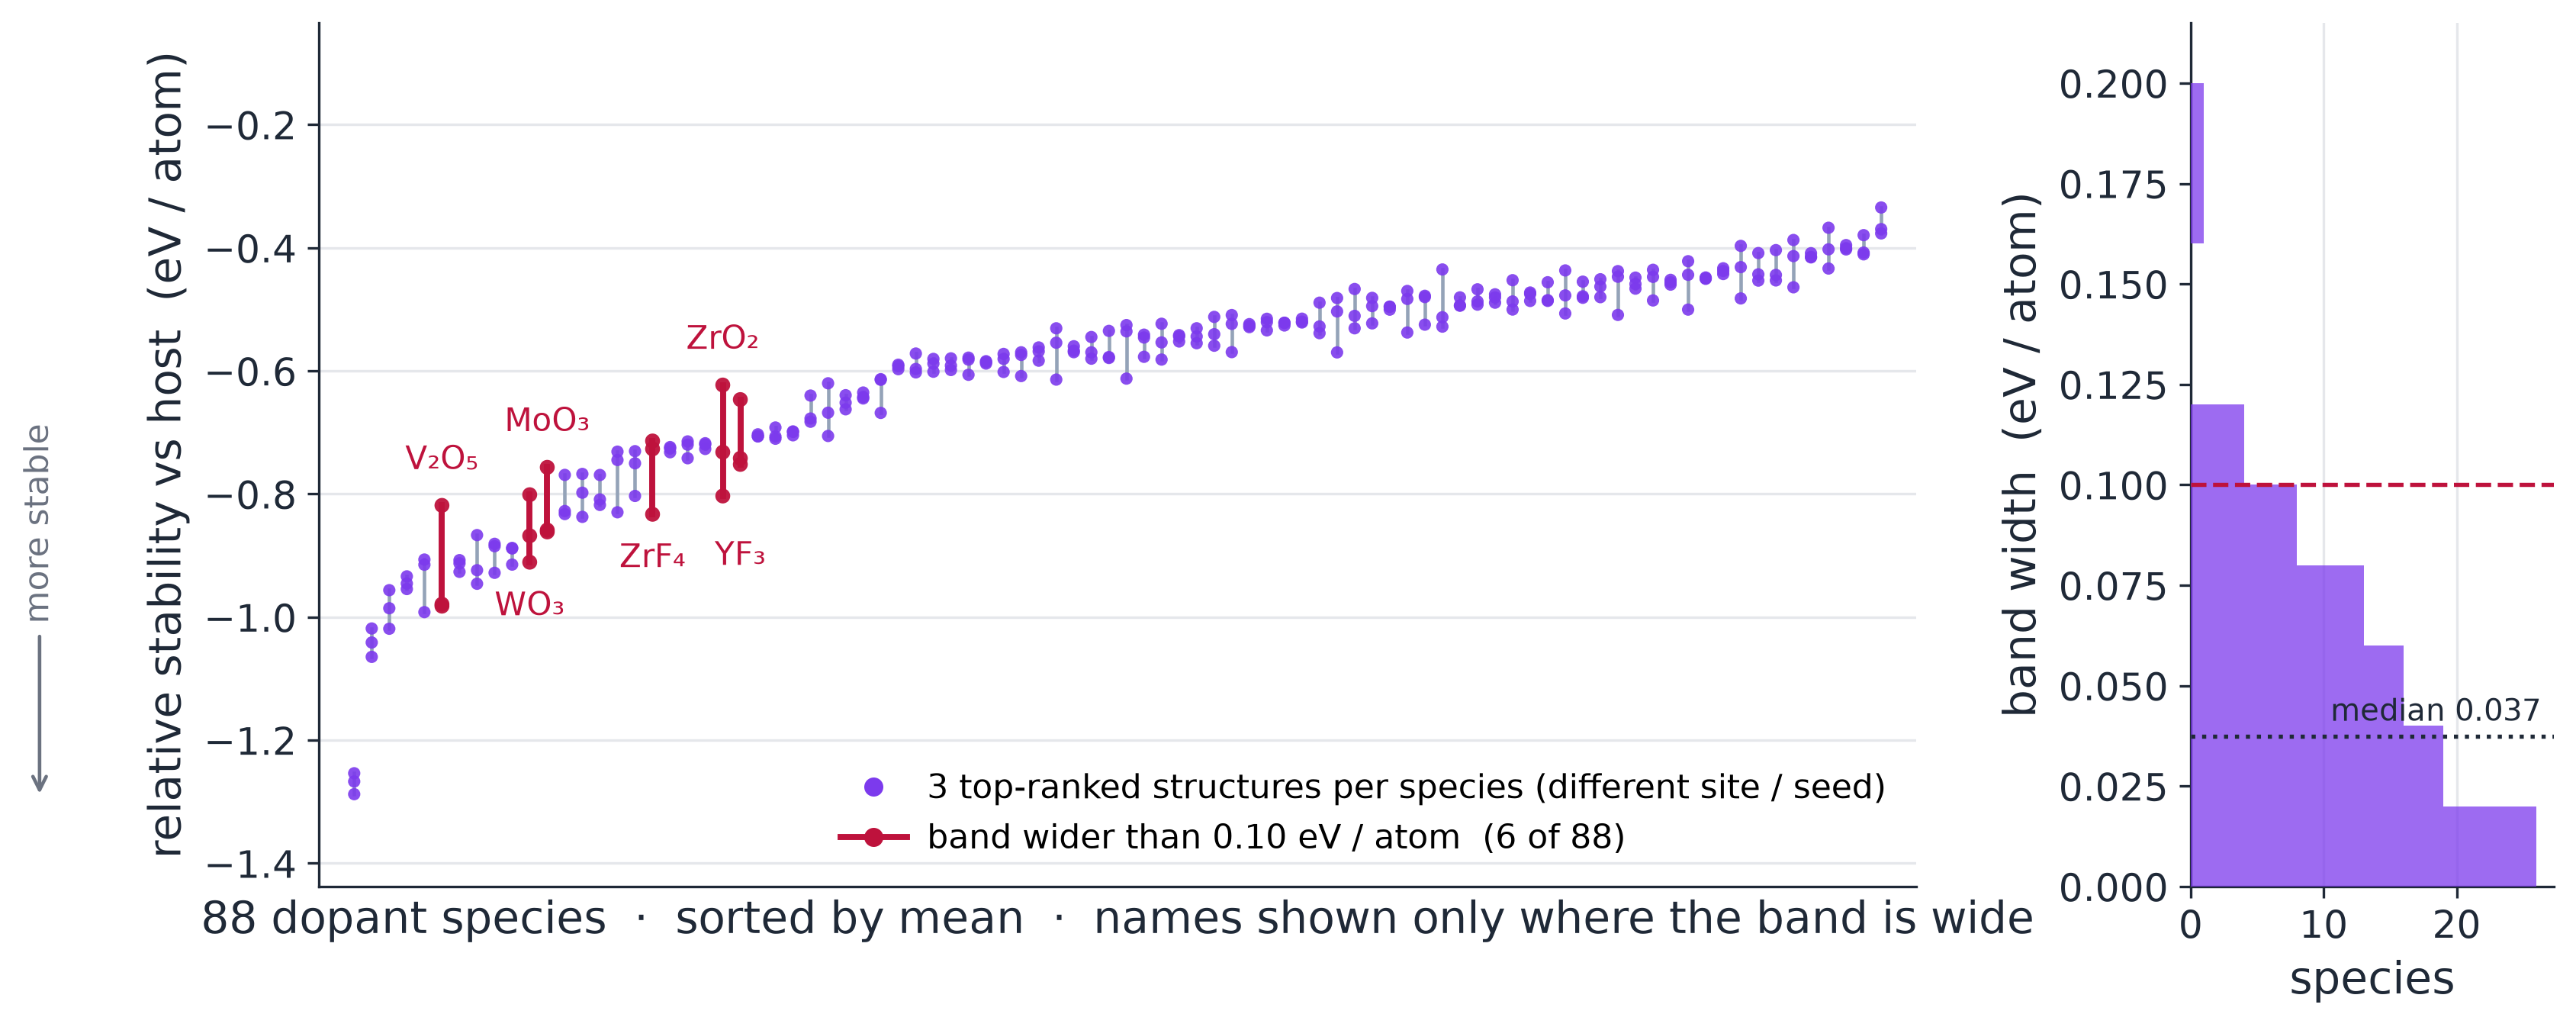 more stable
relative stability vs host (eV / atom)
−0.2
−0.4
−0.6
−0.8
−1.0
−1.2
−1.4
V₂O₅
MoO₃
WO₃
ZrF₄
ZrO₂
YF₃
3 top-ranked structures per species (different site / seed)
band wider than 0.10 eV / atom (6 of 88)
88 dopant species · sorted by mean · names shown only where the band is wide
band width (eV / atom)
0.200
0.175
0.150
0.125
0.100
0.075
0.050
0.025
0.000
median 0.037
0 10 20
species